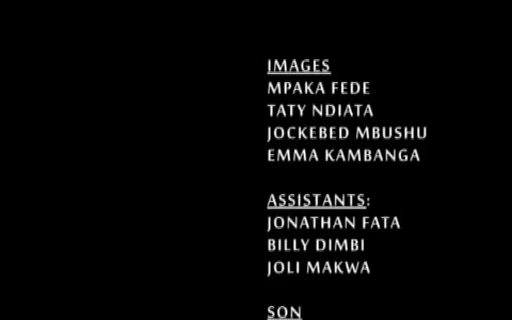 IMAGES
MPAKA FEDE
TATY NDIATA
JOCKEBED MBUSHU
EMMA KAMBANGA
ASSISTANTS:
JONATHAN FATA
BILLY DIMBI
JOLI MAKWA
SON